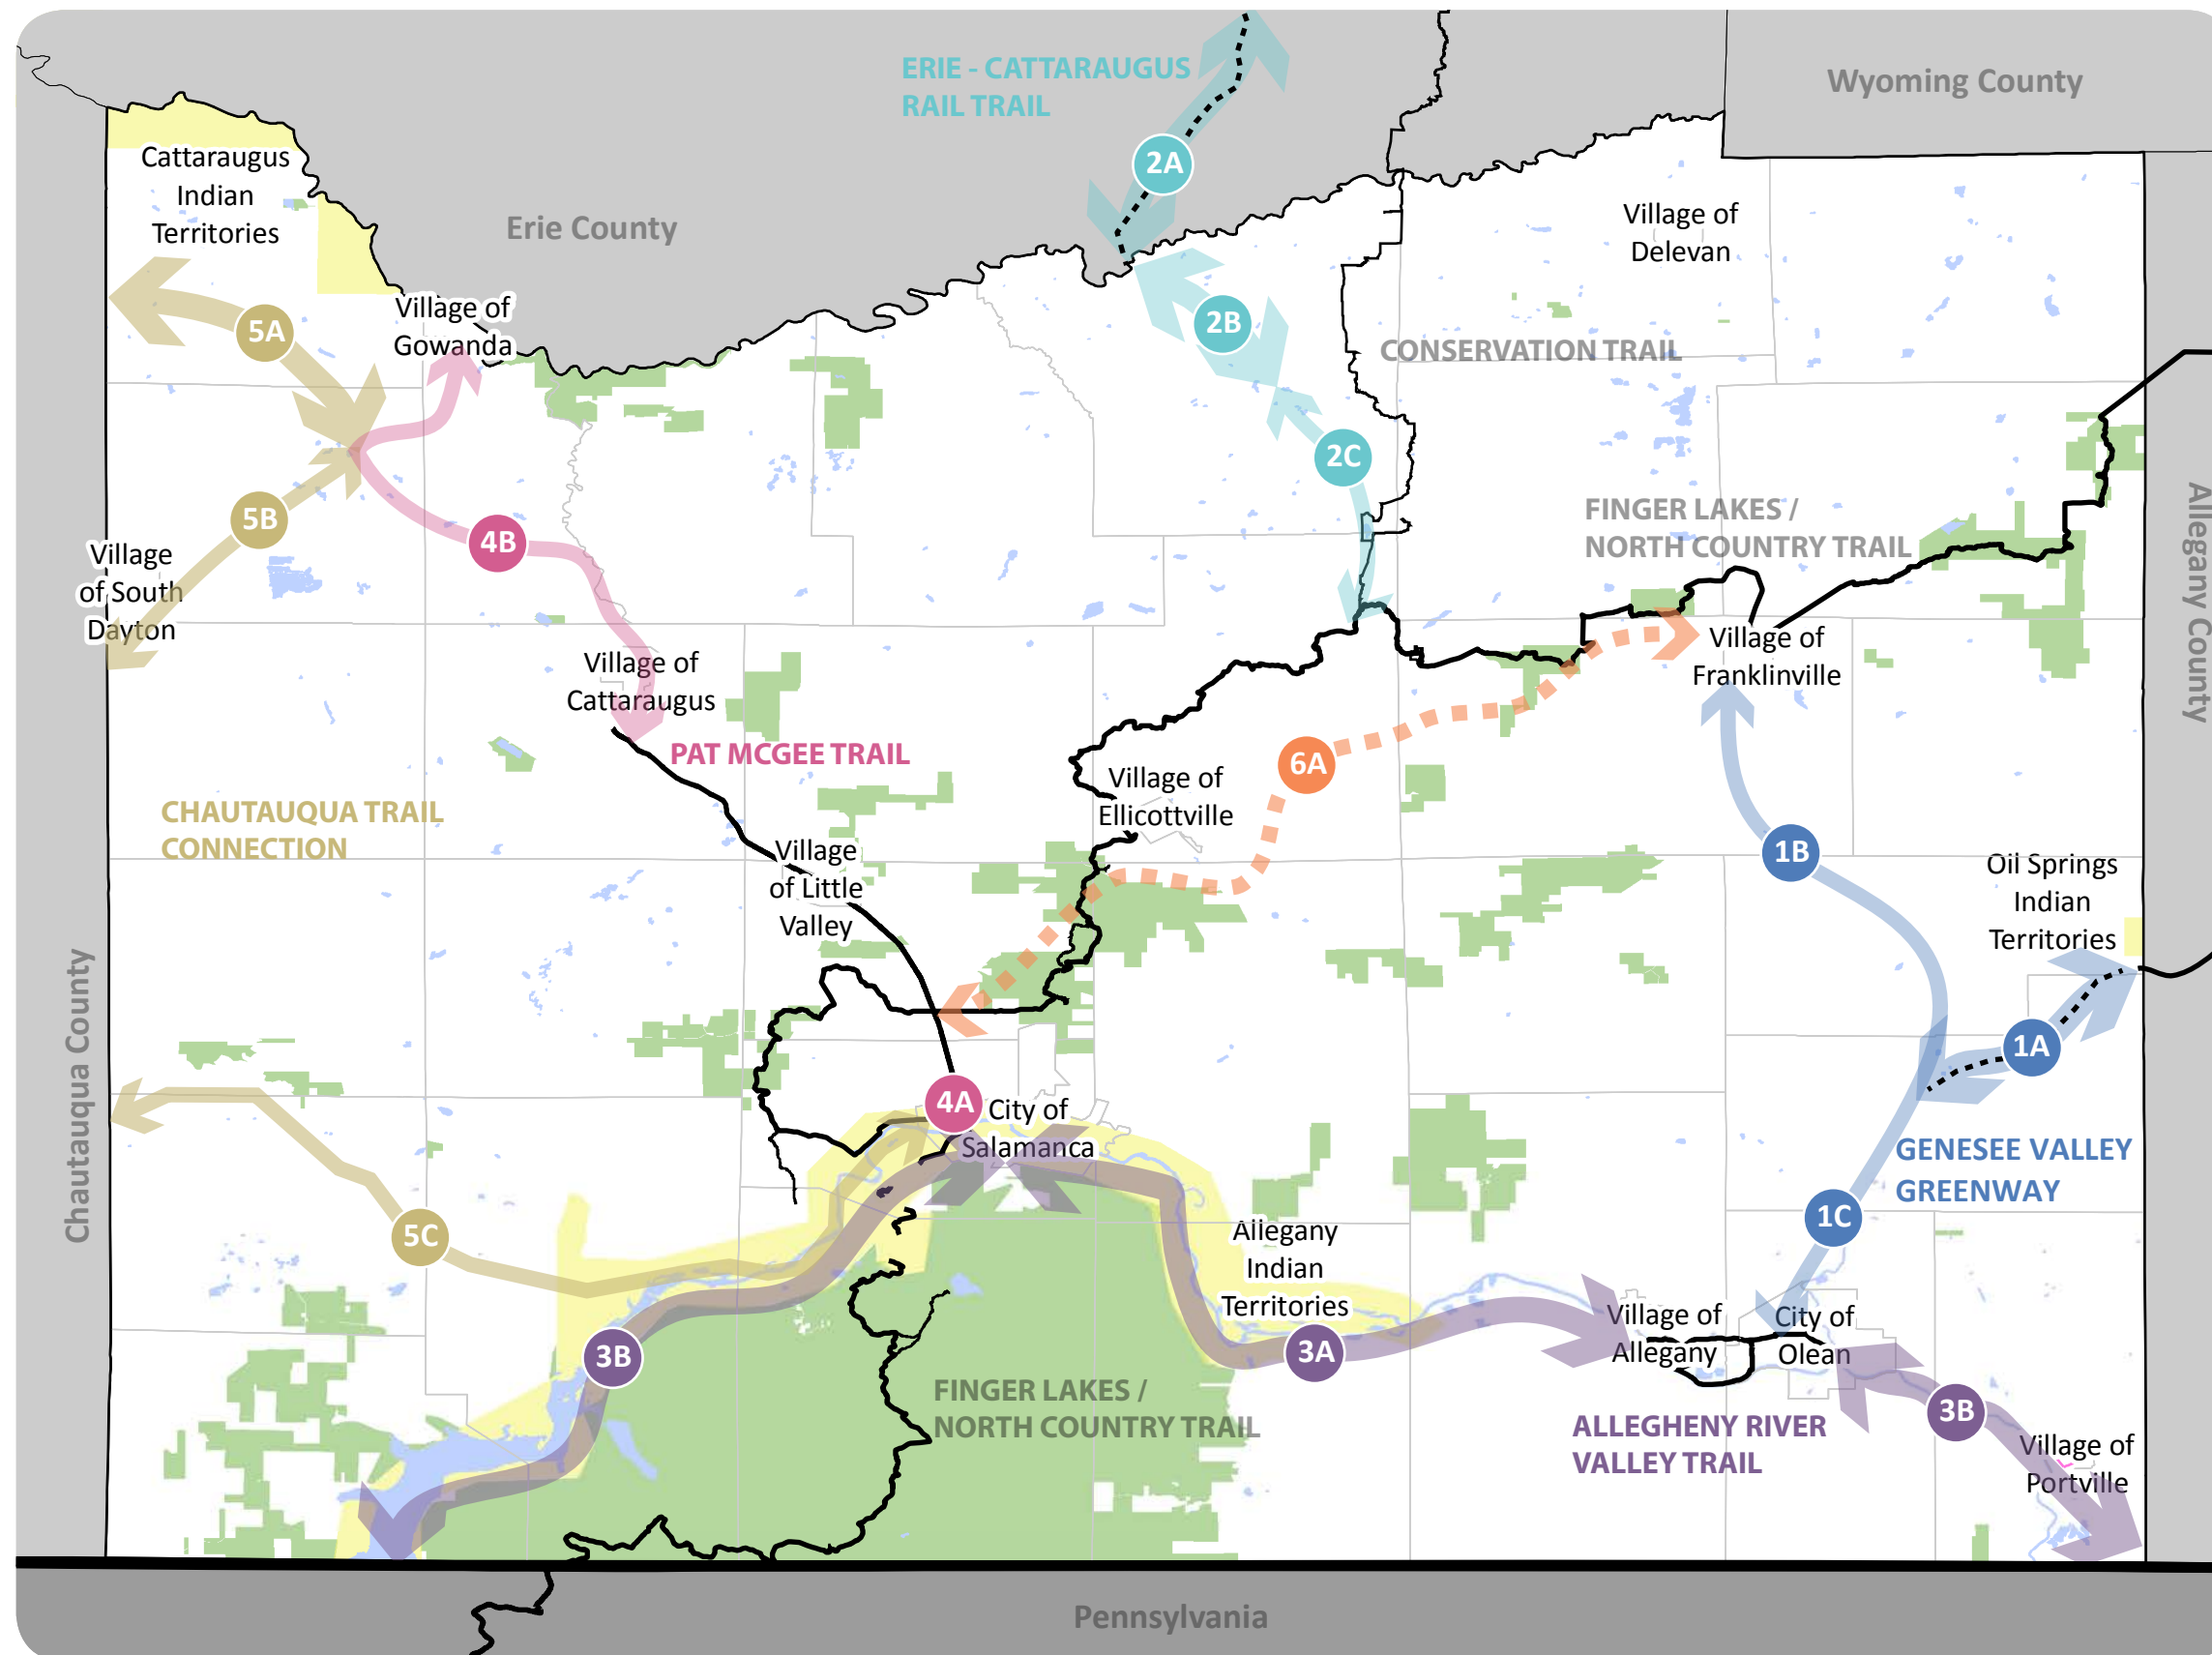 ERIE - CATTARAUGUS
RAIL TRAIL
Wyoming County
2A
Cattaraugus
Indian
Territories
Erie County
Village of
Delevan
Village of
Gowanda
5A
2B
CONSERVATION TRAIL
2C
5B
4B
FINGER LAKES /
NORTH COUNTRY TRAIL
Allegany County
Village
of South
Dayton
Village of
Cattaraugus
Village of
Franklinville
PAT MCGEE TRAIL
6A
Village of
Ellicottville
CHAUTAUQUA TRAIL
CONNECTION
Village
of Little
Valley
1B
Oil Springs
Indian
Territories
Chautauqua County
1A
4A
City of
Salamanca
GENESEE VALLEY
GREENWAY
5C
1C
Allegany
Indian
Territories
Village of
Allegany
City of
Olean
3B
3A
FINGER LAKES /
NORTH COUNTRY TRAIL
ALLEGHENY RIVER
VALLEY TRAIL
3B
Village of
Portville
Pennsylvania